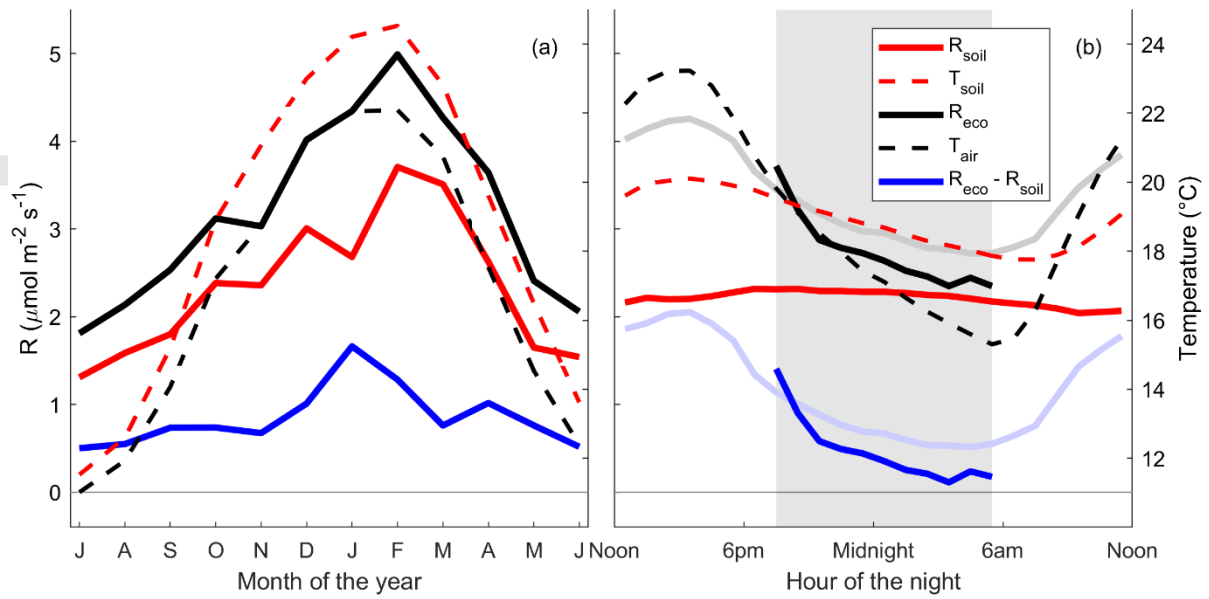 (a)
5
4
3
2
1
0
R (μmol m⁻² s⁻¹)
J A S O N D J F M A M J
Month of the year
(b)
R_soil
T_soil
R_eco
T_air
R_eco - R_soil
24
22
20
18
16
14
12
Temperature (°C)
Noon 6pm Midnight 6am Noon
Hour of the night